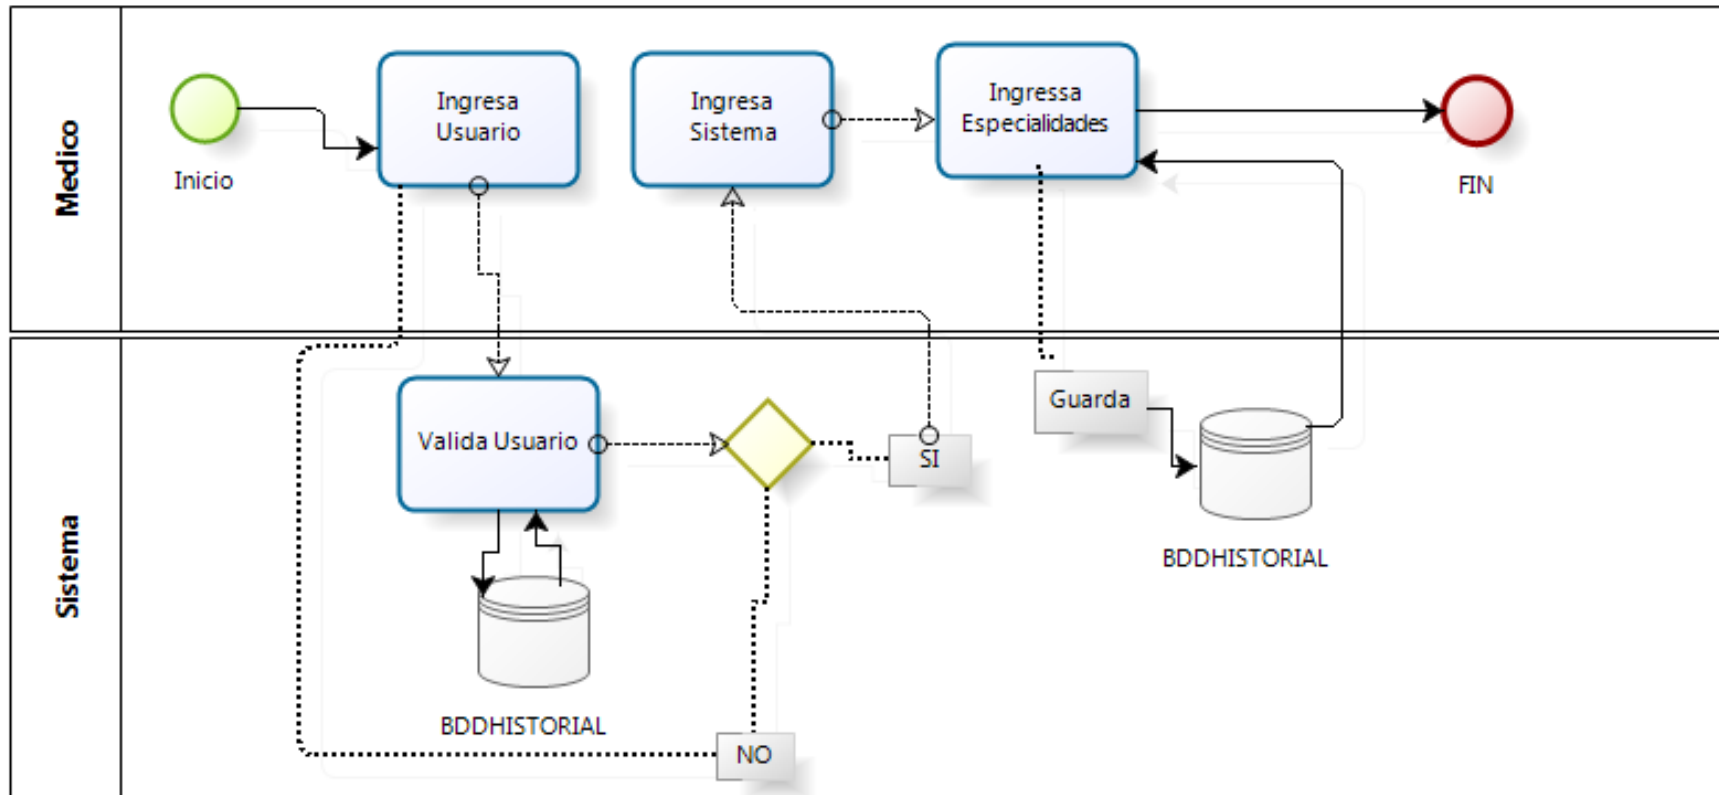 Medico
Inicio
Ingresa
Usuario
Ingresa
Sistema
Ingressa
Especialidades
FIN
Sistema
Valida Usuario
SI
Guarda
BDDHISTORIAL
BDDHISTORIAL
NO